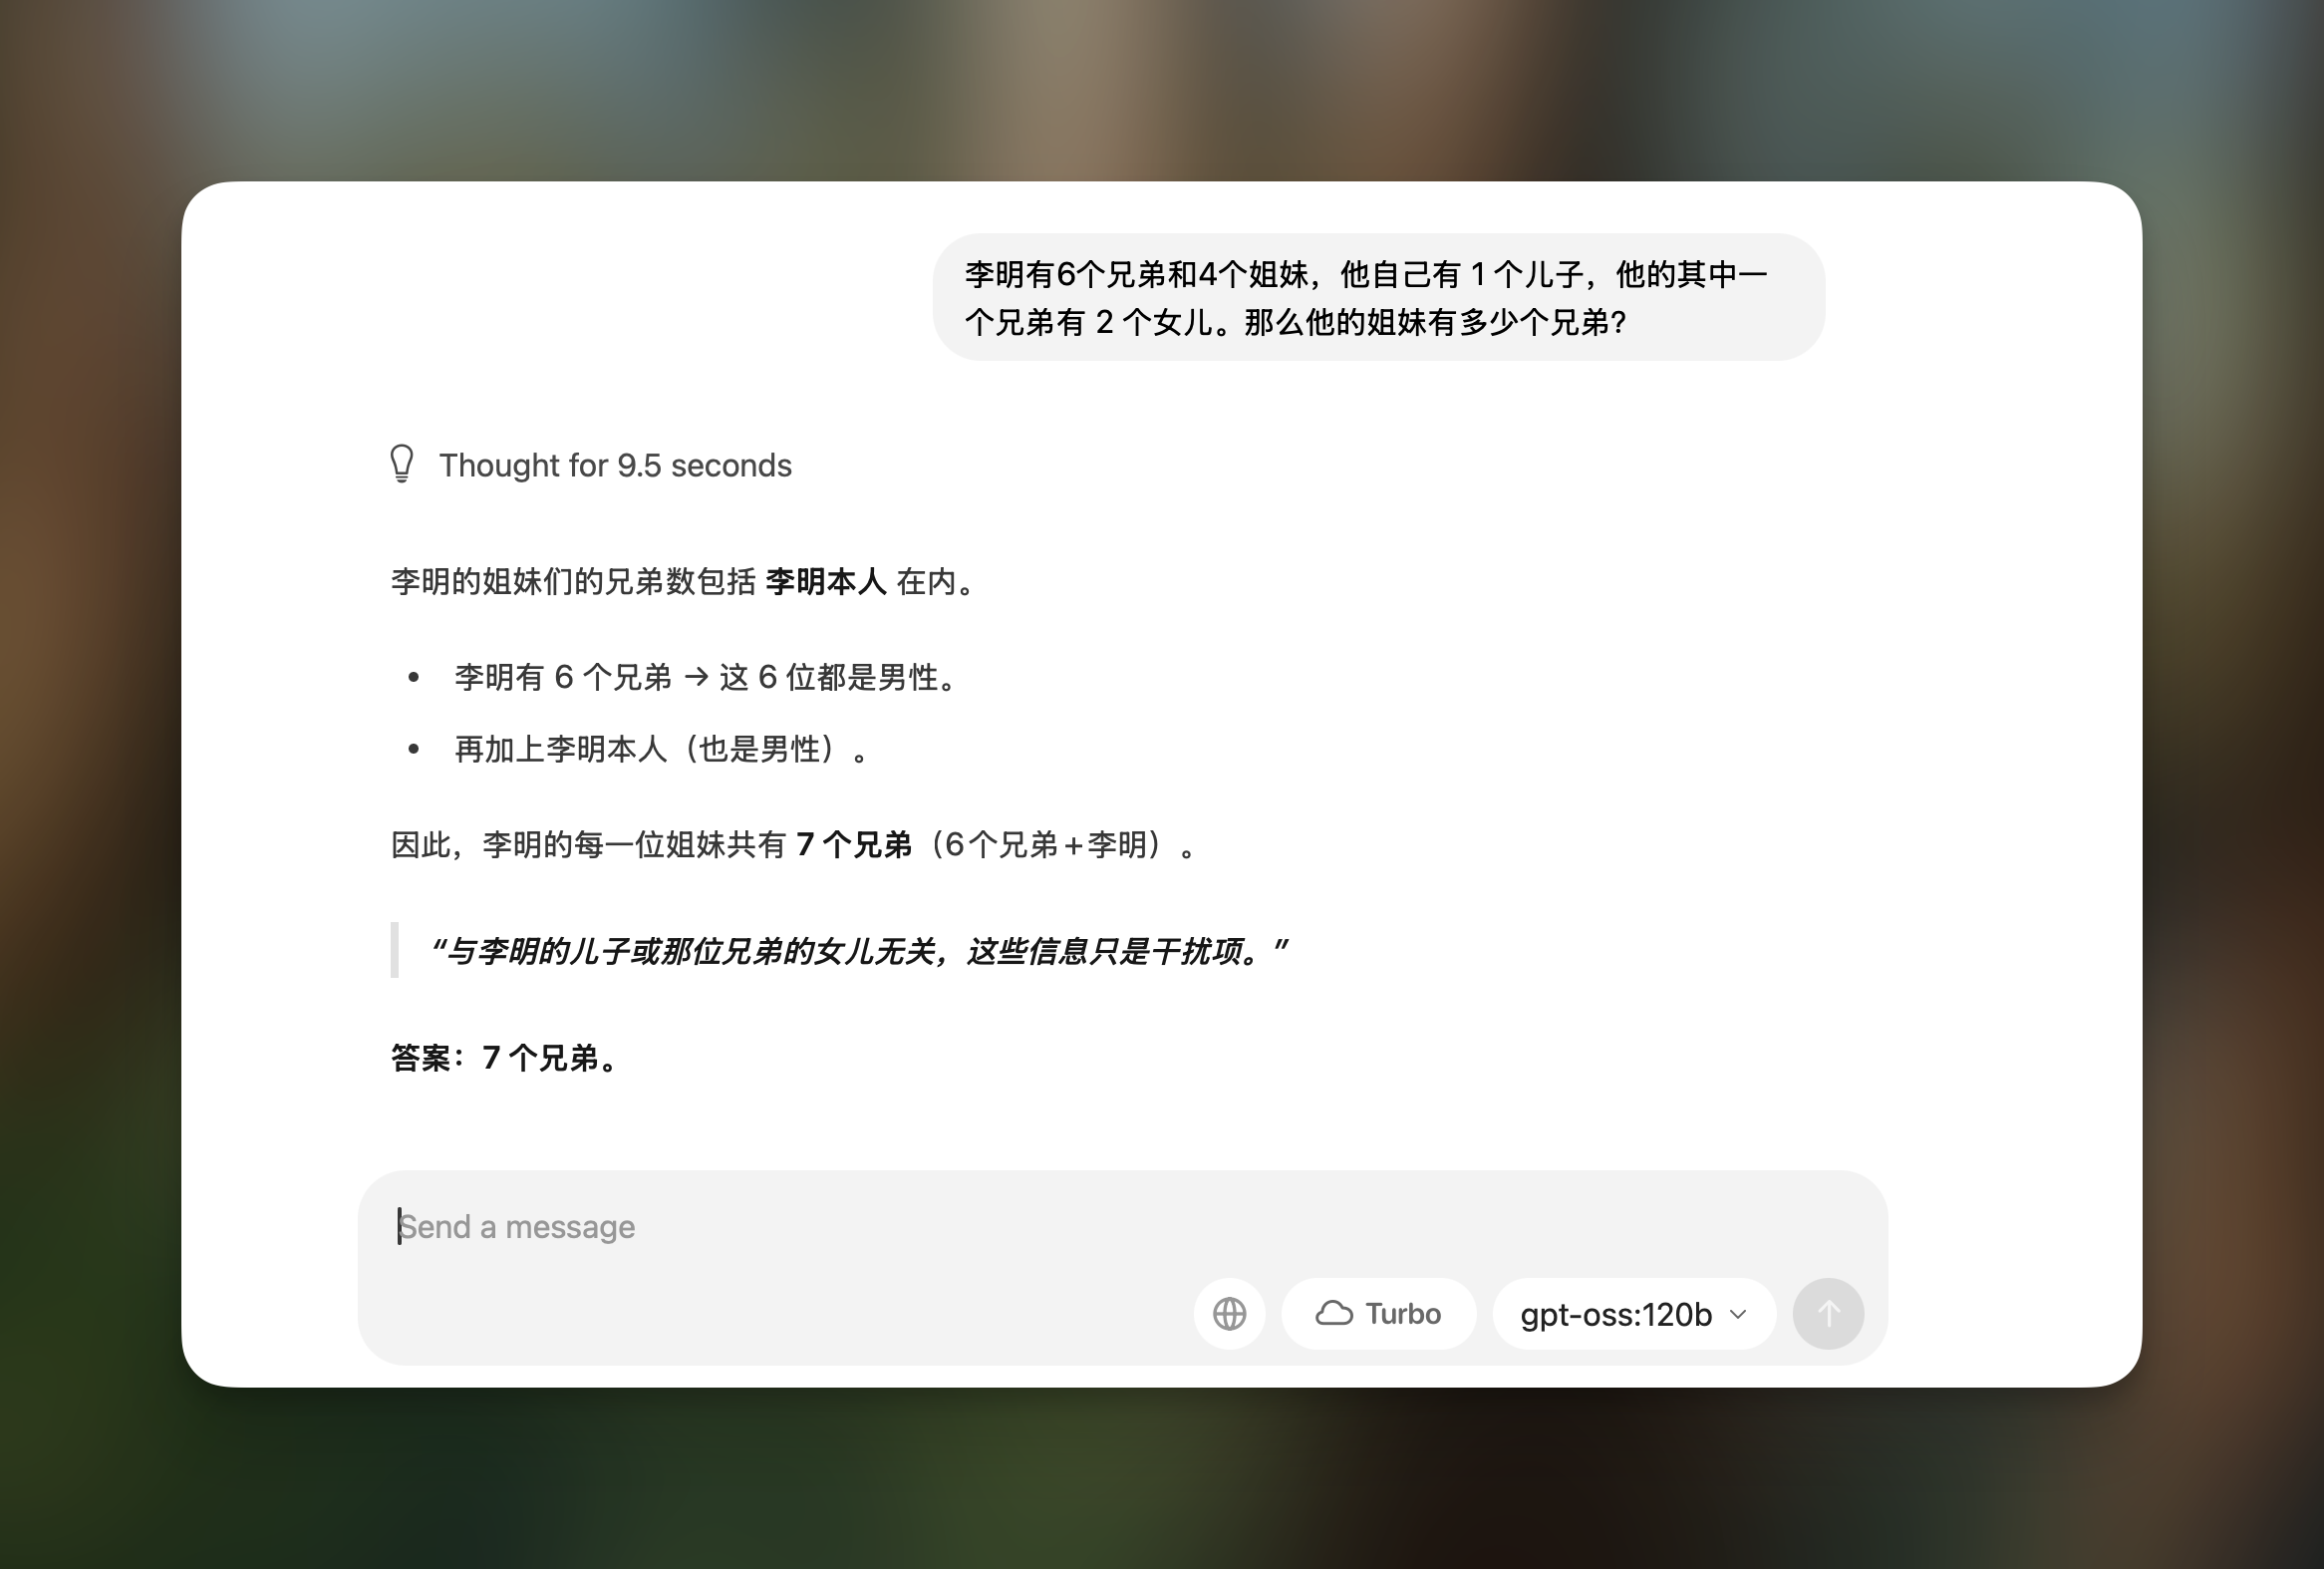 李明有6个兄弟和4个姐妹，他自己有 1 个儿子，他的其中一
个兄弟有 2 个女儿。那么他的姐妹有多少个兄弟?
Thought for 9.5 seconds
李明的姐妹们的兄弟数包括 李明本人 在内。
• 李明有 6 个兄弟 → 这 6 位都是男性。
• 再加上李明本人（也是男性）。
因此，李明的每一位姐妹共有 7 个兄弟（6个兄弟+李明）。
“与李明的儿子或那位兄弟的女儿无关，这些信息只是干扰项。”
答案：7 个兄弟。
Send a message
Turbo
gpt-oss:120b